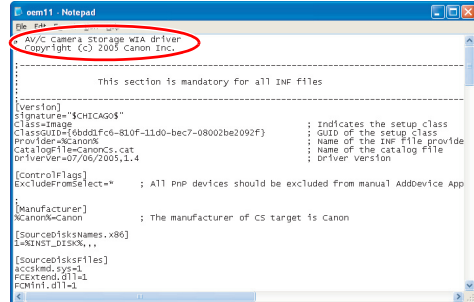 oem11 - Notepad
File Edit F
; AV/C Camera Storage WIA driver
; Copyright (c) 2005 Canon Inc.
;------------------------------------------------------------
; This section is mandatory for all INF files
;------------------------------------------------------------
[Version]
signature="$CHICAGO$"
Class=Image ; Indicates the setup class
ClassGUID={6bdd1fc6-810f-11d0-bec7-08002be2092f} ; GUID of the setup class
Provider=%Canon% ; Name of the INF file provide
CatalogFile=CanonCs.cat ; Name of the catalog file
DriverVer=07/06/2005,1.4 ; Driver version
[ControlFlags]
ExcludeFromSelect=* ; All PnP devices should be excluded from manual AddDevice App
;
[Manufacturer]
%Canon%=Canon ; The manufacturer of CS target is Canon
[SourceDisksNames.x86]
1=%INST_DISK%,,,
[SourceDisksFiles]
accskmd.sys=1
FCExtend.dll=1
FCMini.dll=1